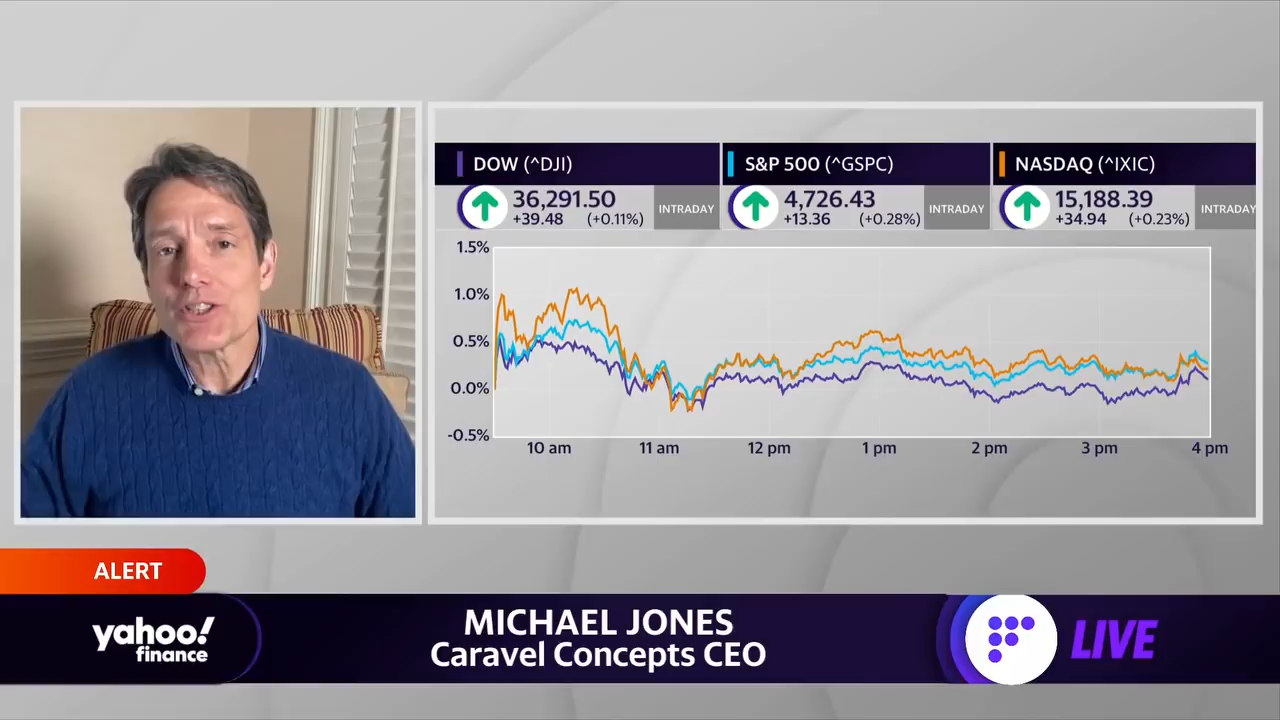 DOW (^DJI)
36,291.50
+39.48 (+0.11%)
INTRADAY
S&P 500 (^GSPC)
4,726.43
+13.36 (+0.28%)
INTRADAY
NASDAQ (^IXIC)
15,188.39
+34.94 (+0.23%)
INTRADAY
1.5%
1.0%
0.5%
0.0%
-0.5%
10 am 11 am 12 pm 1 pm 2 pm 3 pm 4 pm
ALERT
yahoo!
finance
MICHAEL JONES
Caravel Concepts CEO
LIVE